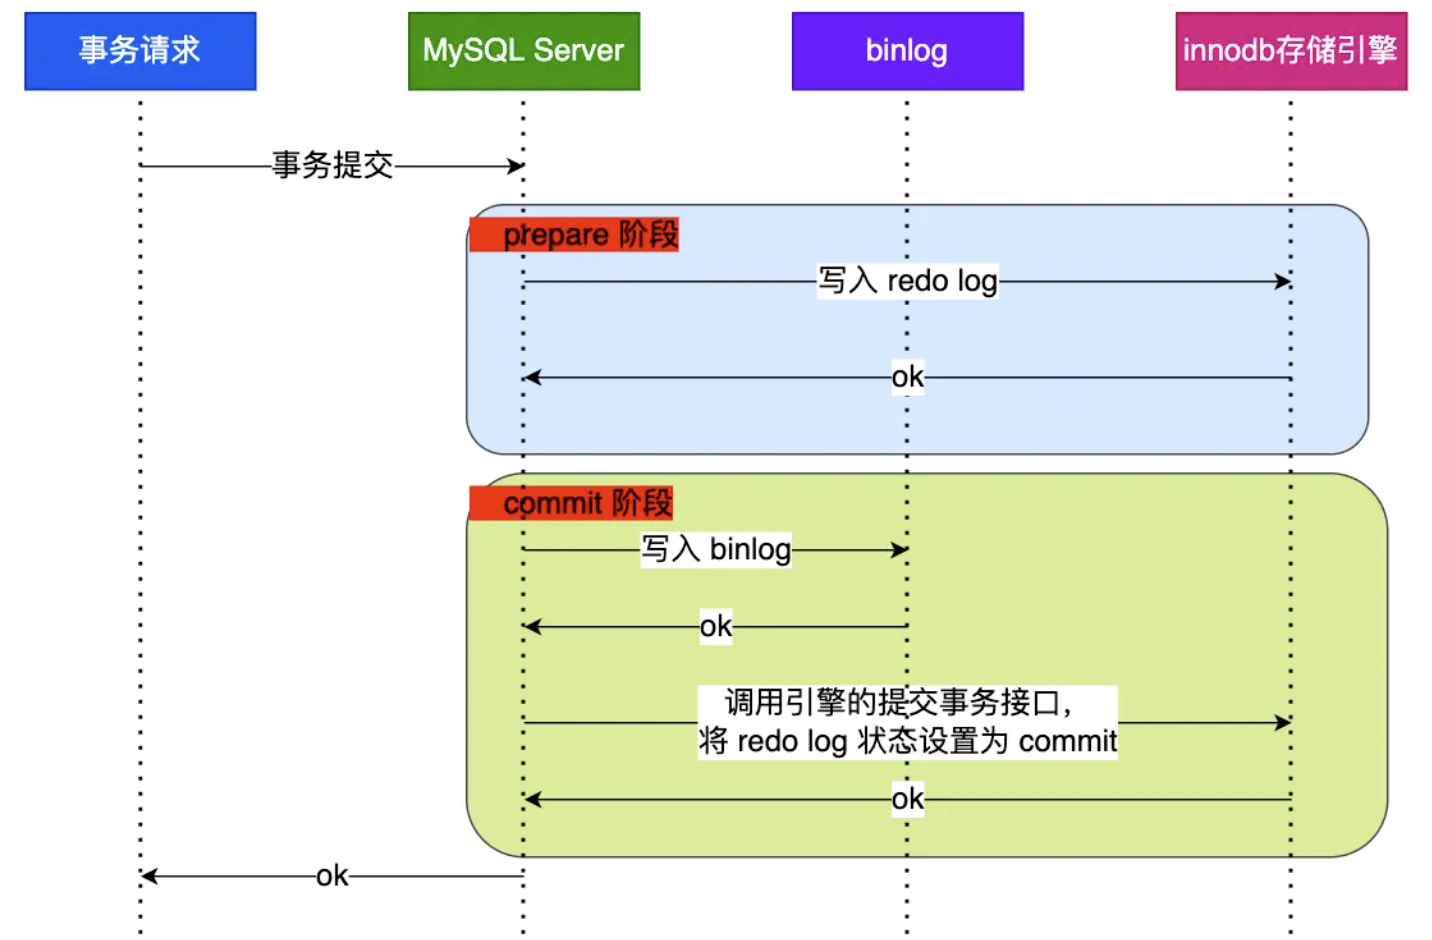 事务请求
MySQL Server
binlog
innodb存储引擎
事务提交
prepare 阶段
写入 redo log
ok
commit 阶段
写入 binlog
ok
调用引擎的提交事务接口，
将 redo log 状态设置为 commit
ok
ok